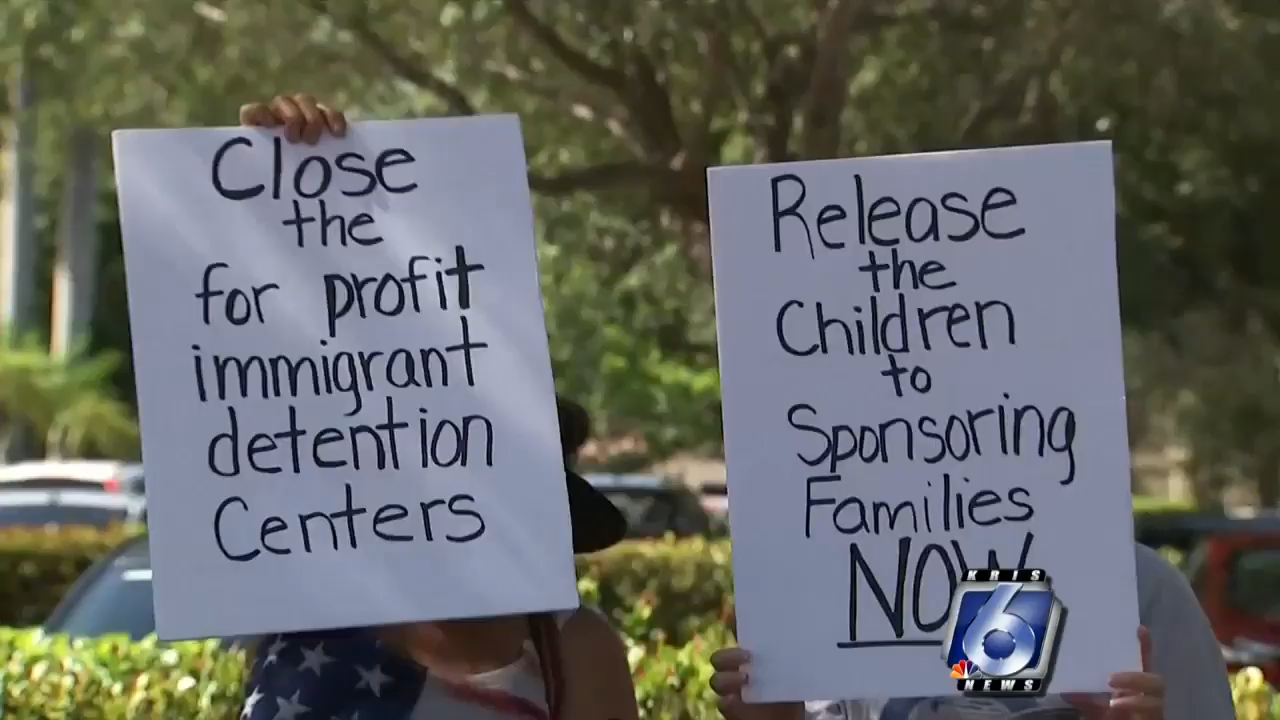 Close
the
for profit
immigrant
detention
Centers
Release
the
Children
to
Sponsoring
Families
NOW
KRIS
6
NEWS